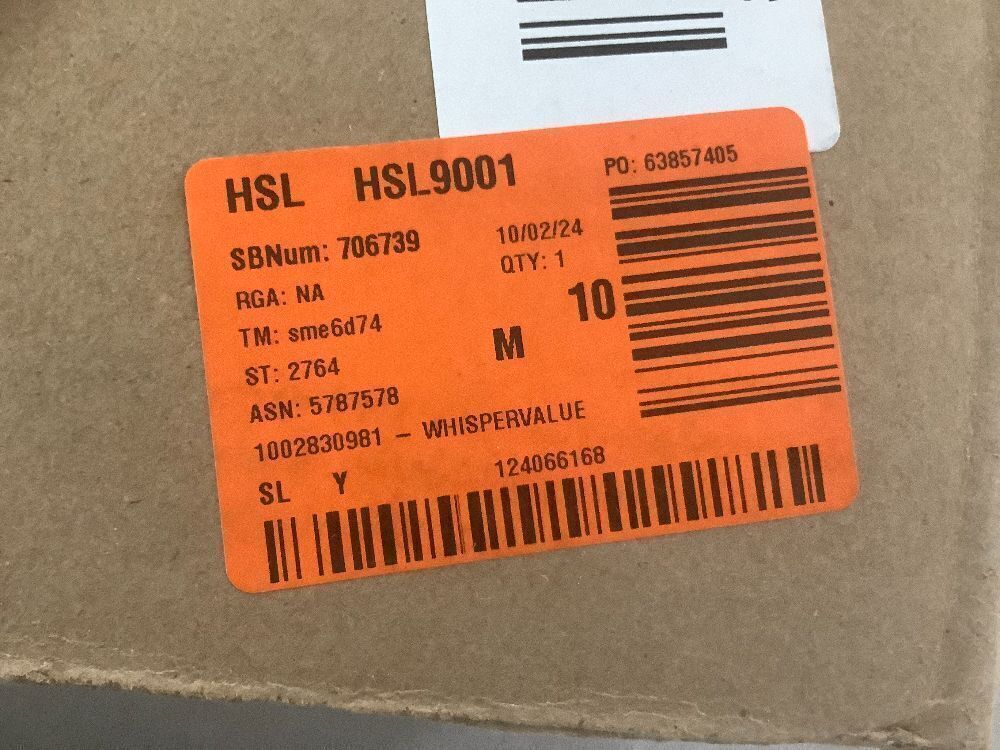 HSL HSL9001
PO: 63857405
SBNum: 706739
10/02/24
RGA: NA
QTY: 1
TM: sme6d74
M
10
ST: 2764
ASN: 5787578
1002830981 – WHISPERVALUE
SL Y
124066168